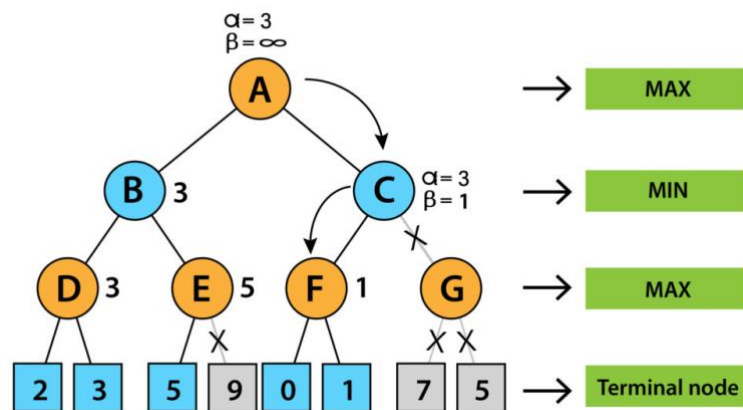 α= 3
β= ∞
A
MAX
B
3
C
α= 3
β= 1
MIN
D
3
E
5
F
1
G
MAX
X
X
X
X
2
3
5
9
0
1
7
5
Terminal node